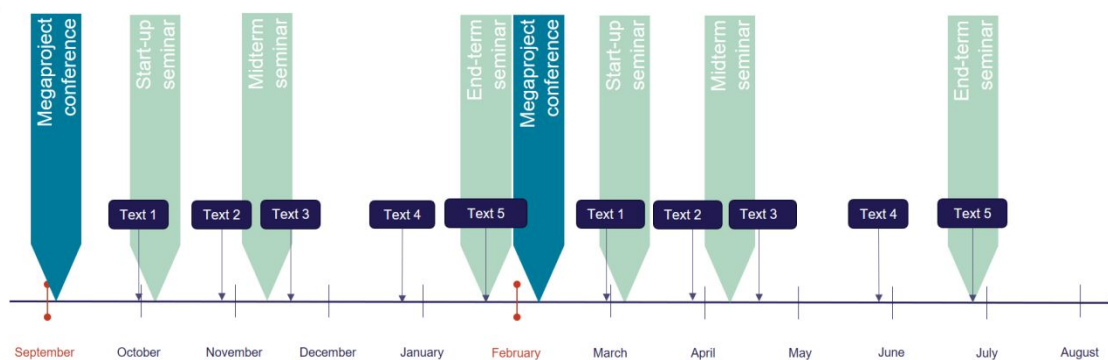 Megaproject
conference
Start-up
seminar
Midterm
seminar
End-term
seminar
Megaproject
conference
Start-up
seminar
Midterm
seminar
End-term
seminar
Text 1
Text 2
Text 3
Text 4
Text 5
Text 1
Text 2
Text 3
Text 4
Text 5
September
October
November
December
January
February
March
April
May
June
July
August